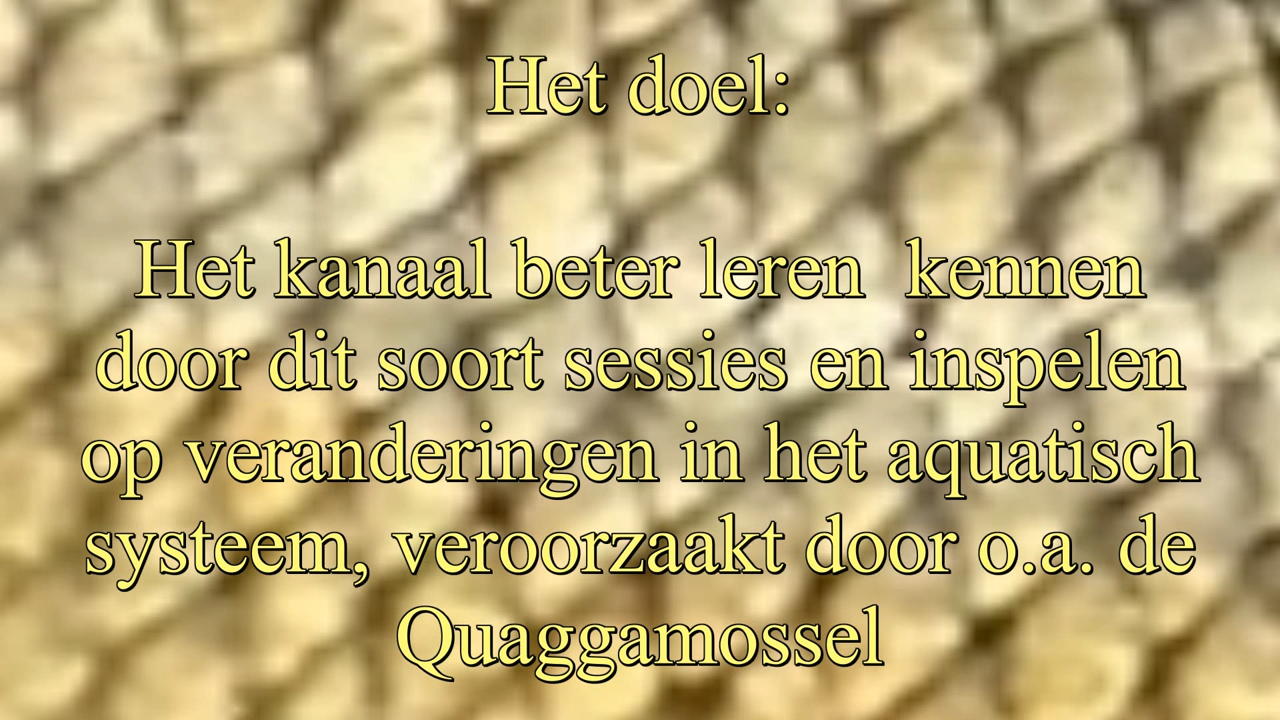 Het doel:
Het kanaal beter leren  kennen
door dit soort sessies en inspelen
op veranderingen in het aquatisch
systeem, veroorzaakt door o.a. de
Quaggamossel